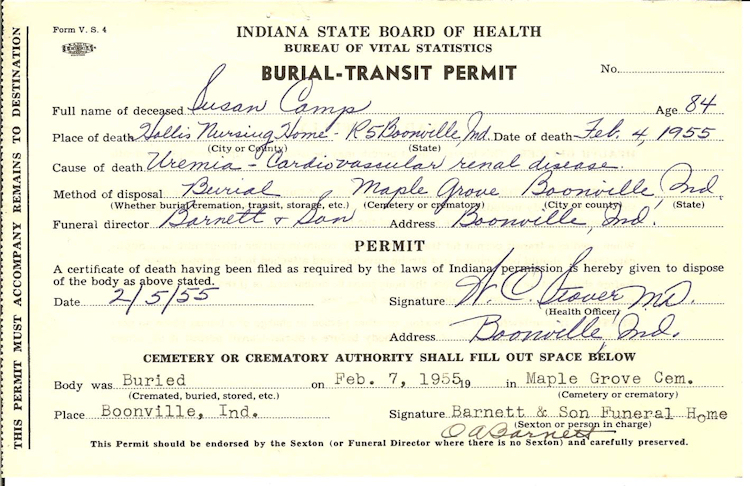 Form V. S. 4
INDIANA STATE BOARD OF HEALTH
BUREAU OF VITAL STATISTICS
BURIAL-TRANSIT PERMIT
No.
Full name of deceased Susan Camp Age 84
Place of death Hollis Nursing Home - R5 Boonville, Ind. Date of death Feb. 4, 1955
(City or County) (State)
Cause of death Uremia - Cardiovascular renal disease.
Method of disposal Burial Maple Grove Boonville, Ind.
(Whether burial, cremation, transit, storage, etc.) (Cemetery or crematory) (City or county) (State)
Funeral director Barnett & Son Address Boonville, Ind.
PERMIT
A certificate of death having been filed as required by the laws of Indiana permission is hereby given to dispose
of the body as above stated.
Date 2/5/55 Signature W. C. Stover MD.
(Health Officer)
Address Boonville, Ind.
CEMETERY OR CREMATORY AUTHORITY SHALL FILL OUT SPACE BELOW
Body was Buried on Feb. 7, 1955 19 in Maple Grove Cem.
(Cremated, buried, stored, etc.) (Cemetery or crematory)
Place Boonville, Ind. Signature Barnett & Son Funeral Home
(Sexton or person in charge)
O A Barnett
This Permit should be endorsed by the Sexton (or Funeral Director where there is no Sexton) and carefully preserved.
THIS PERMIT MUST ACCOMPANY REMAINS TO DESTINATION